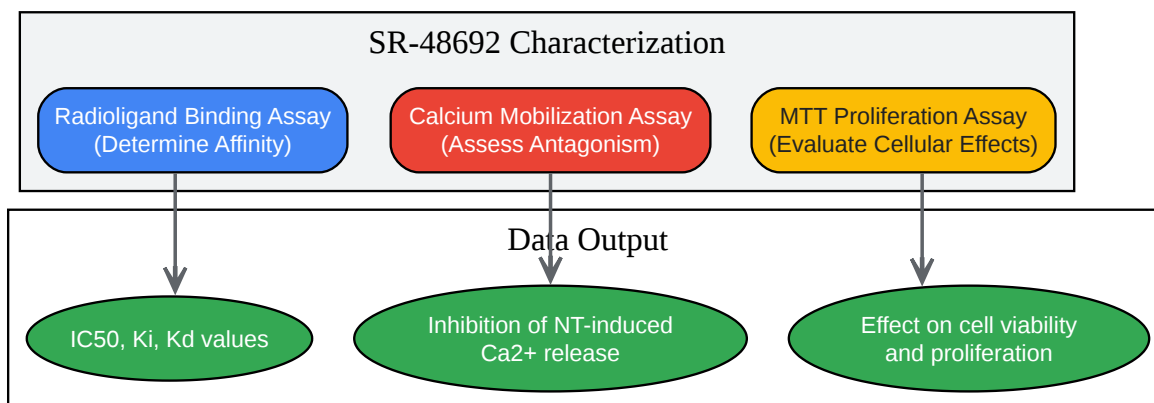 SR-48692 Characterization
Radioligand Binding Assay
(Determine Affinity)
Calcium Mobilization Assay
(Assess Antagonism)
MTT Proliferation Assay
(Evaluate Cellular Effects)
Data Output
IC50, Ki, Kd values
Inhibition of NT-induced
Ca2+ release
Effect on cell viability
and proliferation